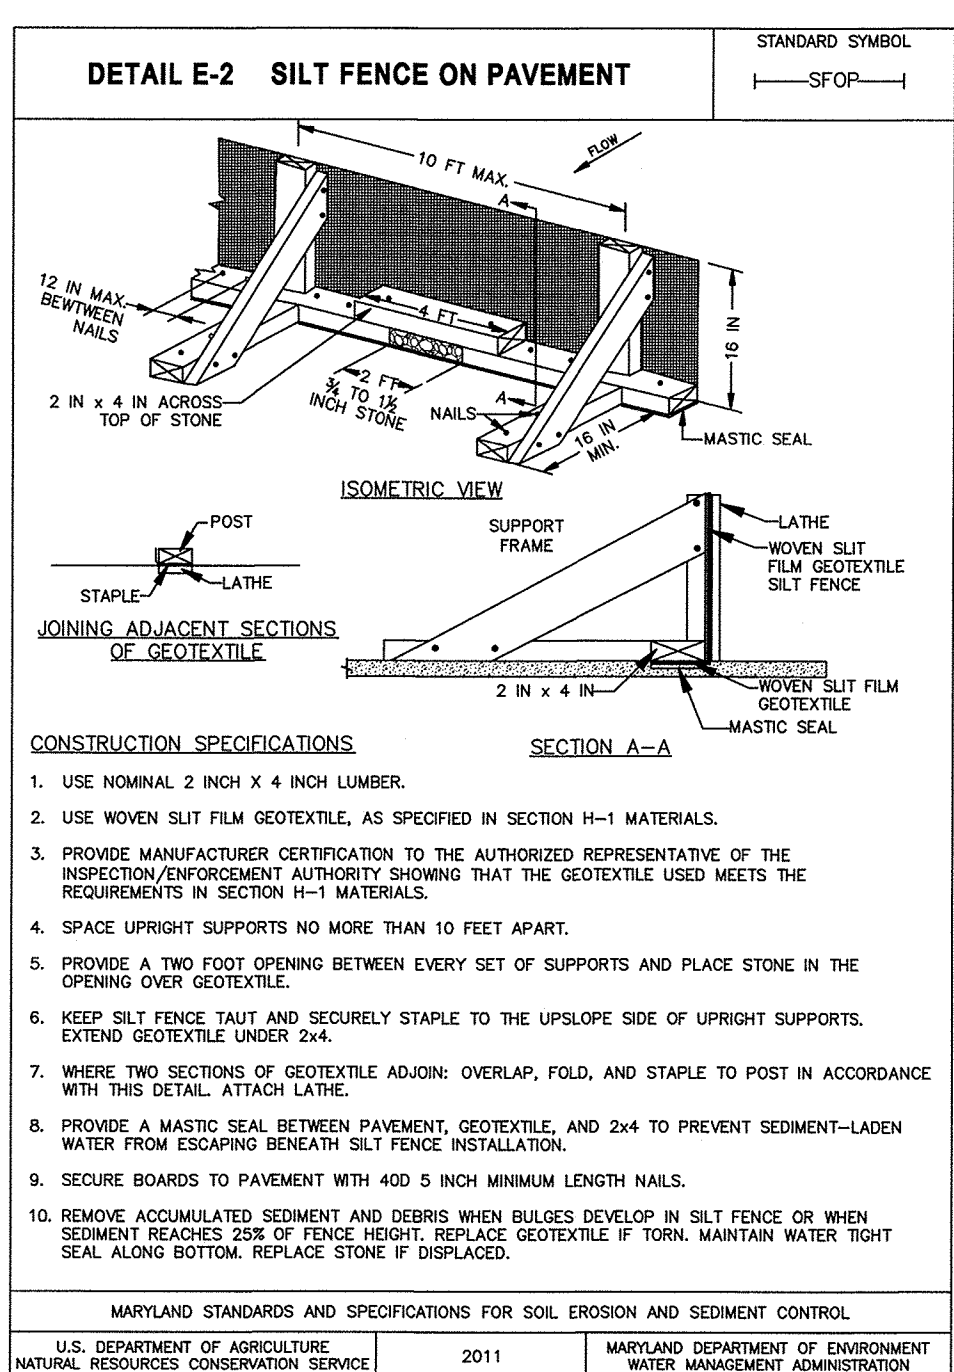 DETAIL E-2 SILT FENCE ON PAVEMENT
STANDARD SYMBOL
SFOP
10 FT MAX.
FLOW
A
12 IN MAX.
BEWTWEEN
NAILS
4 FT
16 IN
2 FT
¾ TO 1½
INCH STONE
A
2 IN x 4 IN ACROSS
TOP OF STONE
NAILS
16 IN
MIN.
MASTIC SEAL
ISOMETRIC VIEW
POST
STAPLE
LATHE
JOINING ADJACENT SECTIONS
OF GEOTEXTILE
SUPPORT
FRAME
LATHE
WOVEN SLIT
FILM GEOTEXTILE
SILT FENCE
2 IN x 4 IN
WOVEN SLIT FILM
GEOTEXTILE
MASTIC SEAL
SECTION A-A
CONSTRUCTION SPECIFICATIONS
1. USE NOMINAL 2 INCH X 4 INCH LUMBER.
2. USE WOVEN SLIT FILM GEOTEXTILE, AS SPECIFIED IN SECTION H-1 MATERIALS.
3. PROVIDE MANUFACTURER CERTIFICATION TO THE AUTHORIZED REPRESENTATIVE OF THE
INSPECTION/ENFORCEMENT AUTHORITY SHOWING THAT THE GEOTEXTILE USED MEETS THE
REQUIREMENTS IN SECTION H-1 MATERIALS.
4. SPACE UPRIGHT SUPPORTS NO MORE THAN 10 FEET APART.
5. PROVIDE A TWO FOOT OPENING BETWEEN EVERY SET OF SUPPORTS AND PLACE STONE IN THE
OPENING OVER GEOTEXTILE.
6. KEEP SILT FENCE TAUT AND SECURELY STAPLE TO THE UPSLOPE SIDE OF UPRIGHT SUPPORTS.
EXTEND GEOTEXTILE UNDER 2x4.
7. WHERE TWO SECTIONS OF GEOTEXTILE ADJOIN: OVERLAP, FOLD, AND STAPLE TO POST IN ACCORDANCE
WITH THIS DETAIL. ATTACH LATHE.
8. PROVIDE A MASTIC SEAL BETWEEN PAVEMENT, GEOTEXTILE, AND 2x4 TO PREVENT SEDIMENT-LADEN
WATER FROM ESCAPING BENEATH SILT FENCE INSTALLATION.
9. SECURE BOARDS TO PAVEMENT WITH 40D 5 INCH MINIMUM LENGTH NAILS.
10. REMOVE ACCUMULATED SEDIMENT AND DEBRIS WHEN BULGES DEVELOP IN SILT FENCE OR WHEN
SEDIMENT REACHES 25% OF FENCE HEIGHT. REPLACE GEOTEXTILE IF TORN. MAINTAIN WATER TIGHT
SEAL ALONG BOTTOM. REPLACE STONE IF DISPLACED.
MARYLAND STANDARDS AND SPECIFICATIONS FOR SOIL EROSION AND SEDIMENT CONTROL
U.S. DEPARTMENT OF AGRICULTURE
NATURAL RESOURCES CONSERVATION SERVICE
2011
MARYLAND DEPARTMENT OF ENVIRONMENT
WATER MANAGEMENT ADMINISTRATION